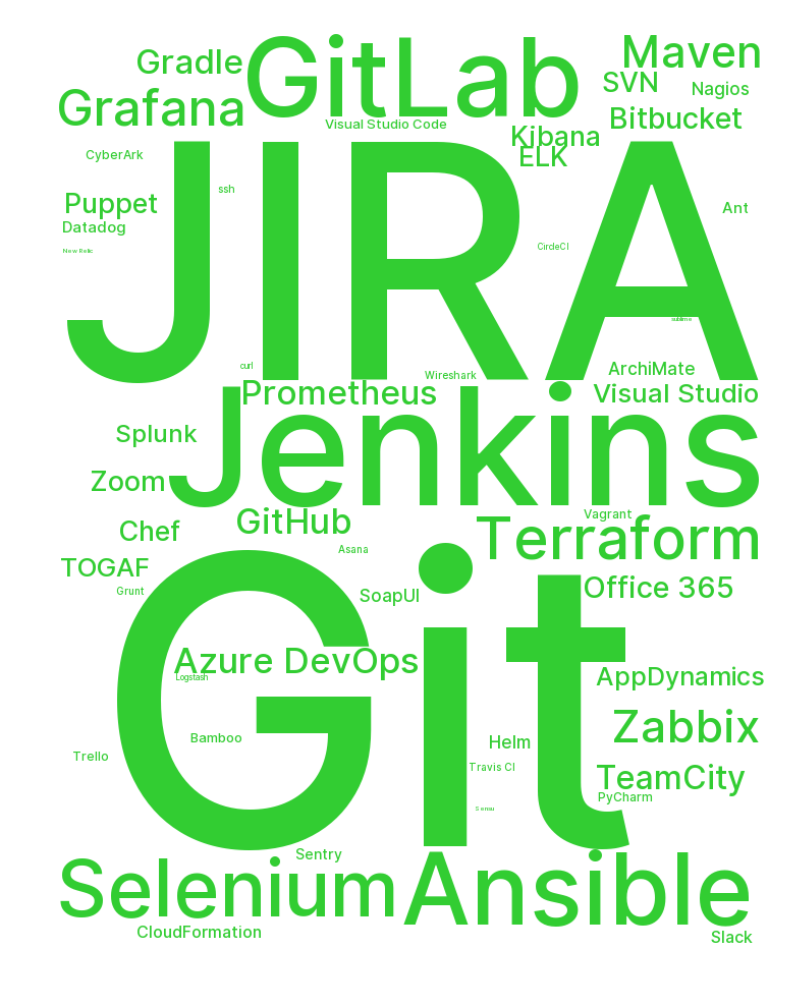 GitLab
Maven
Gradle
SVN
Nagios
Grafana
Bitbucket
Visual Studio Code
Kibana
ELK
CyberArk
JIRA
ssh
Puppet
Ant
Datadog
CircleCI
New Relic
sublime
curl
Wireshark
ArchiMate
Prometheus
Visual Studio
Jenkins
Splunk
Zoom
Vagrant
GitHub
Chef
Terraform
Asana
TOGAF
Office 365
Grunt
SoapUI
Git
Azure DevOps
Logstash
AppDynamics
Zabbix
Bamboo
Helm
Trello
Travis CI
TeamCity
PyCharm
Sensu
Sentry
Selenium
Ansible
CloudFormation
Slack